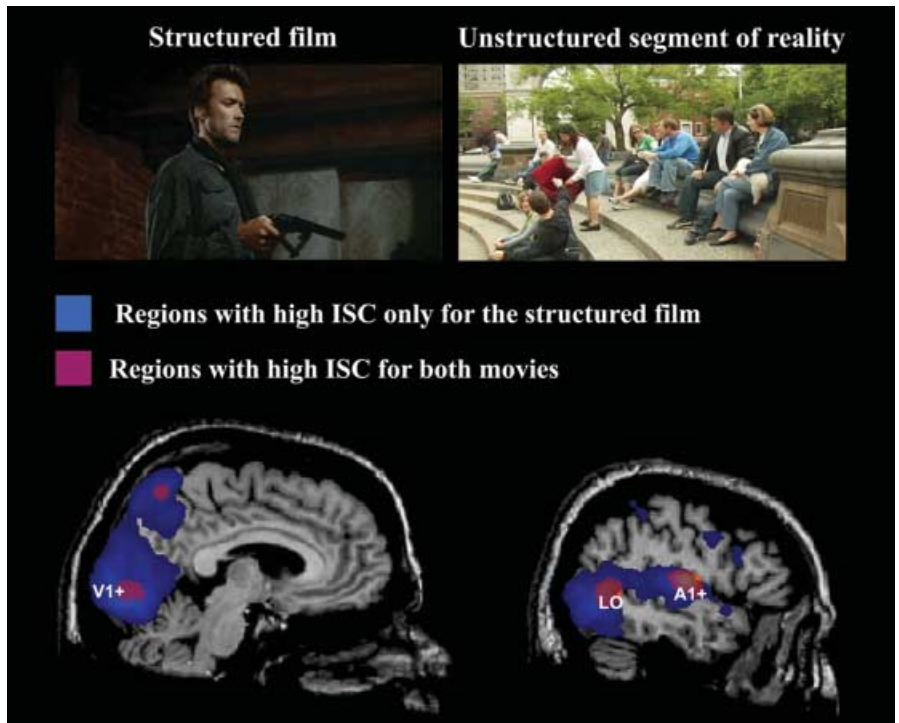 Structured film
Unstructured segment of reality
Regions with high ISC only for the structured film
Regions with high ISC for both movies
V1+
LO
A1+